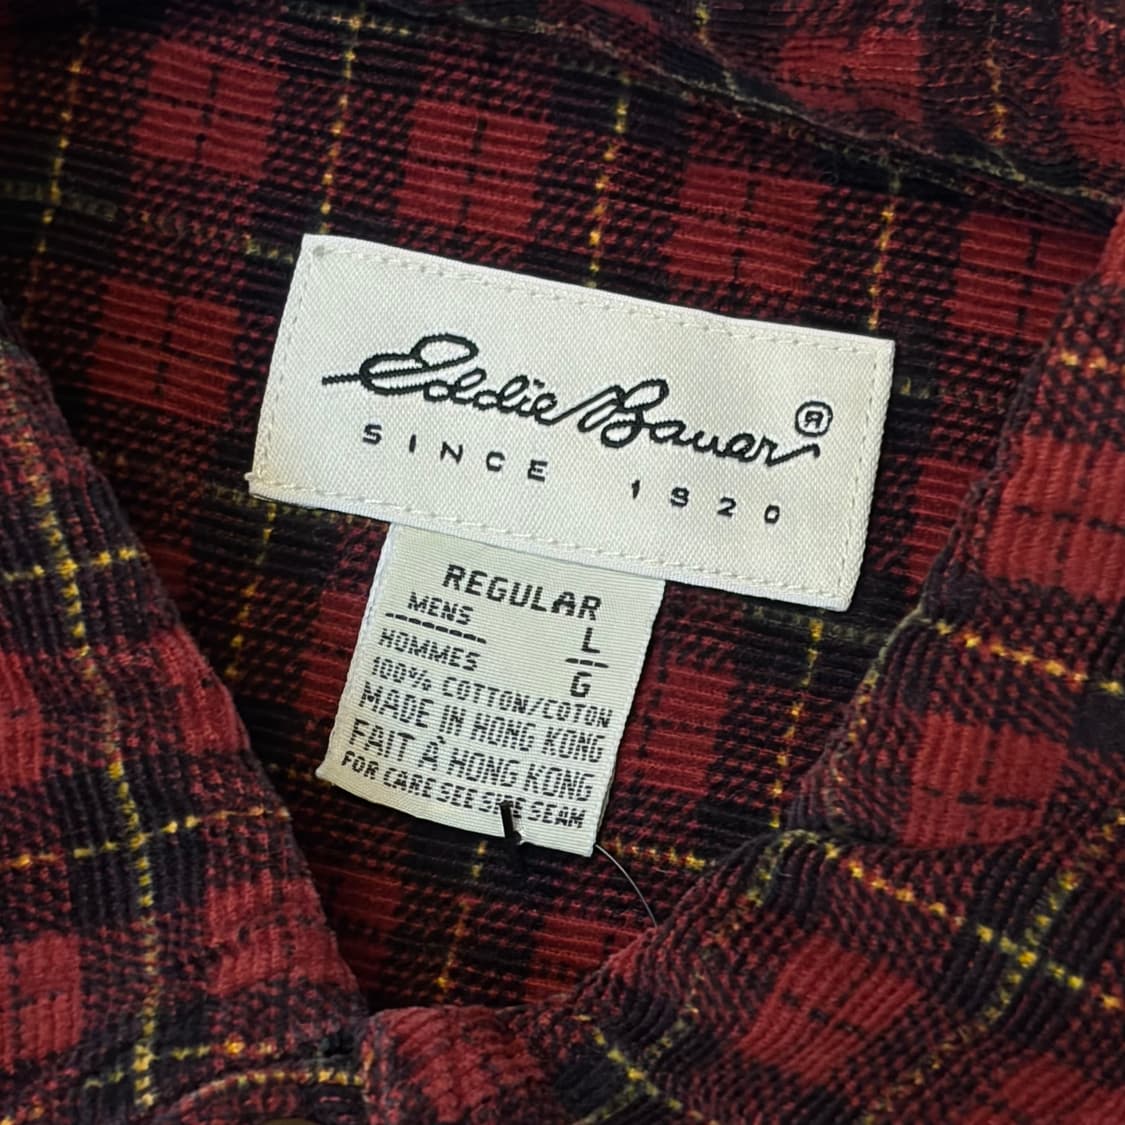 Eddie Bauer ®
SINCE 1920
REGULAR
MENS L
HOMMES G
100% COTTON/COTON
MADE IN HONG KONG
FAIT À HONG KONG
FOR CARE SEE SIDE SEAM